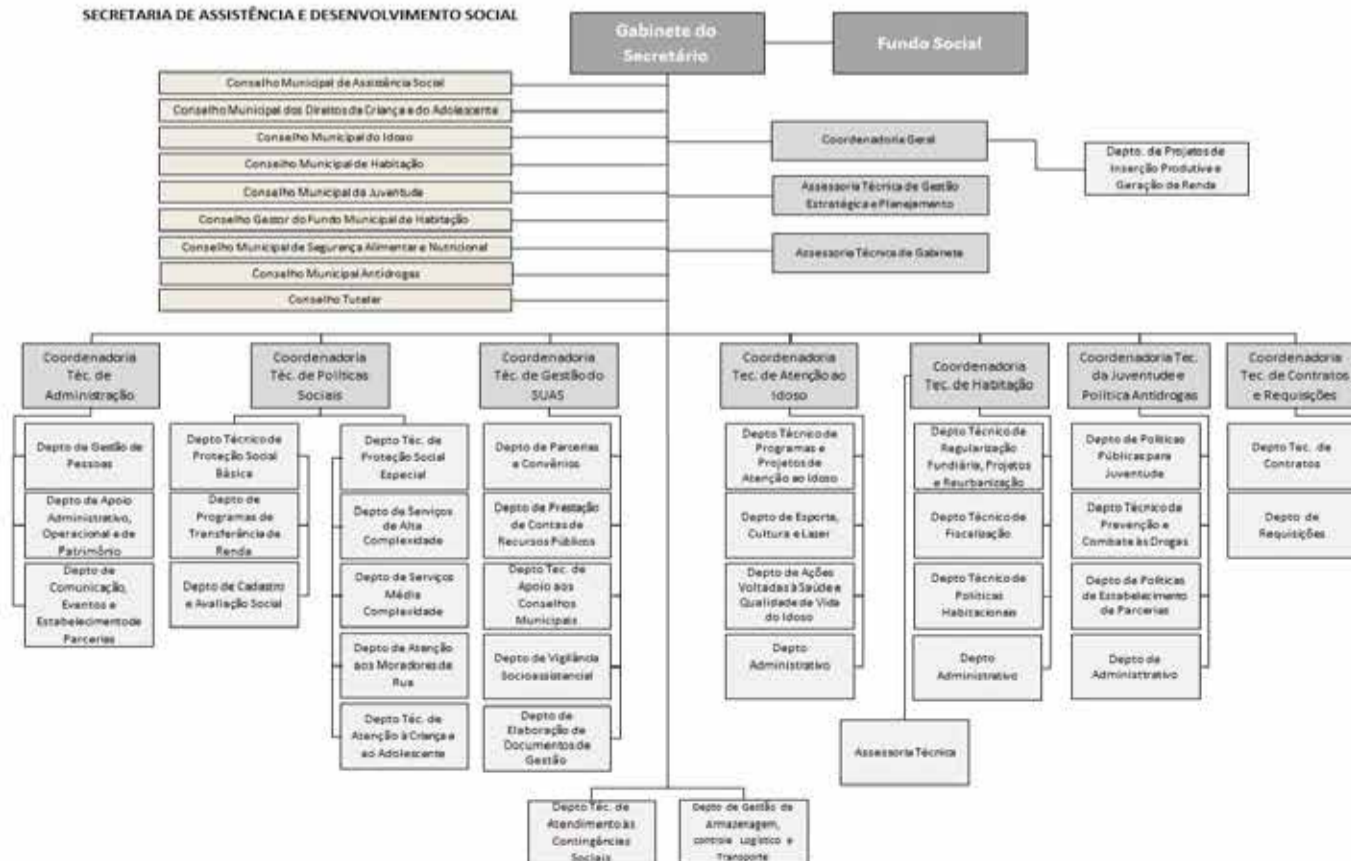 SECRETARIA DE ASSISTÊNCIA E DESENVOLVIMENTO SOCIAL
Gabinete do
Secretário
Fundo Social
Conselho Municipal de Assistência Social
Conselho Municipal dos Direitos da Criança e do Adolescente
Conselho Municipal do Idoso
Conselho Municipal de Habitação
Conselho Municipal da Juventude
Conselho Gestor do Fundo Municipal de Habitação
Conselho Municipal de Segurança Alimentar e Nutricional
Conselho Municipal Antidrogas
Conselho Tutelar
Coordenadoria Geral
Depto. de Projetos de
Inserção Produtiva e
Geração de Renda
Assessoria Técnica de Gestão
Estratégica e Planejamento
Assessoria Técnica de Gabinete
Coordenadoria
Téc. de
Administração
Coordenadoria
Téc. de Políticas
Sociais
Coordenadoria
Téc. de Gestão do
SUAS
Coordenadoria
Tec. de Atenção ao
Idoso
Coordenadoria
Tec. de Habitação
Coordenadoria Tec.
da Juventude e
Política Antidrogas
Coordenadoria
Tec. de Contratos
e Requisições
Depto de Gestão de
Pessoas
Depto de Apoio
Administrativo,
Operacional e de
Patrimônio
Depto de
Comunicação,
Eventos e
Estabelecimento de
Parcerias
Depto Técnico de
Proteção Social
Básica
Depto de
Programas de
Transferência de
Renda
Depto de Cadastro
e Avaliação Social
Depto Téc. de
Proteção Social
Especial
Depto de Serviços
de Alta
Complexidade
Depto de Serviços
Média
Complexidade
Depto de Atenção
aos Moradores de
Rua
Depto Téc. de
Atenção à Criança e
ao Adolescente
Depto de Parcerias
e Convênios
Depto de Prestação
de Contas de
Recursos Públicos
Depto Tec. de
Apoio aos
Conselhos
Municipais
Depto de Vigilância
Socioassistencial
Depto de
Elaboração de
Documentos de
Gestão
Depto Técnico de
Programas e
Projetos de
Atenção ao Idoso
Depto de Esporte,
Cultura e Lazer
Depto de Ações
Voltadas à Saúde e
Qualidade de Vida
do Idoso
Depto
Administrativo
Depto Técnico de
Regularização
Fundiária, Projetos
e Reurbanização
Depto Técnico de
Fiscalização
Depto Técnico de
Políticas
Habitacionais
Depto
Administrativo
Assessoria Técnica
Depto de Políticas
Públicas para
Juventude
Depto Técnico de
Prevenção e
Combate às Drogas
Depto de Políticas
de Estabelecimento
de Parcerias
Depto de
Administtrativo
Depto Tec. de
Contratos
Depto de
Requisições
Depto Téc. de
Atendimento às
Contingências
Sociais
Depto de Gestão de
Armazenagem,
controle Logístico e
Transporte